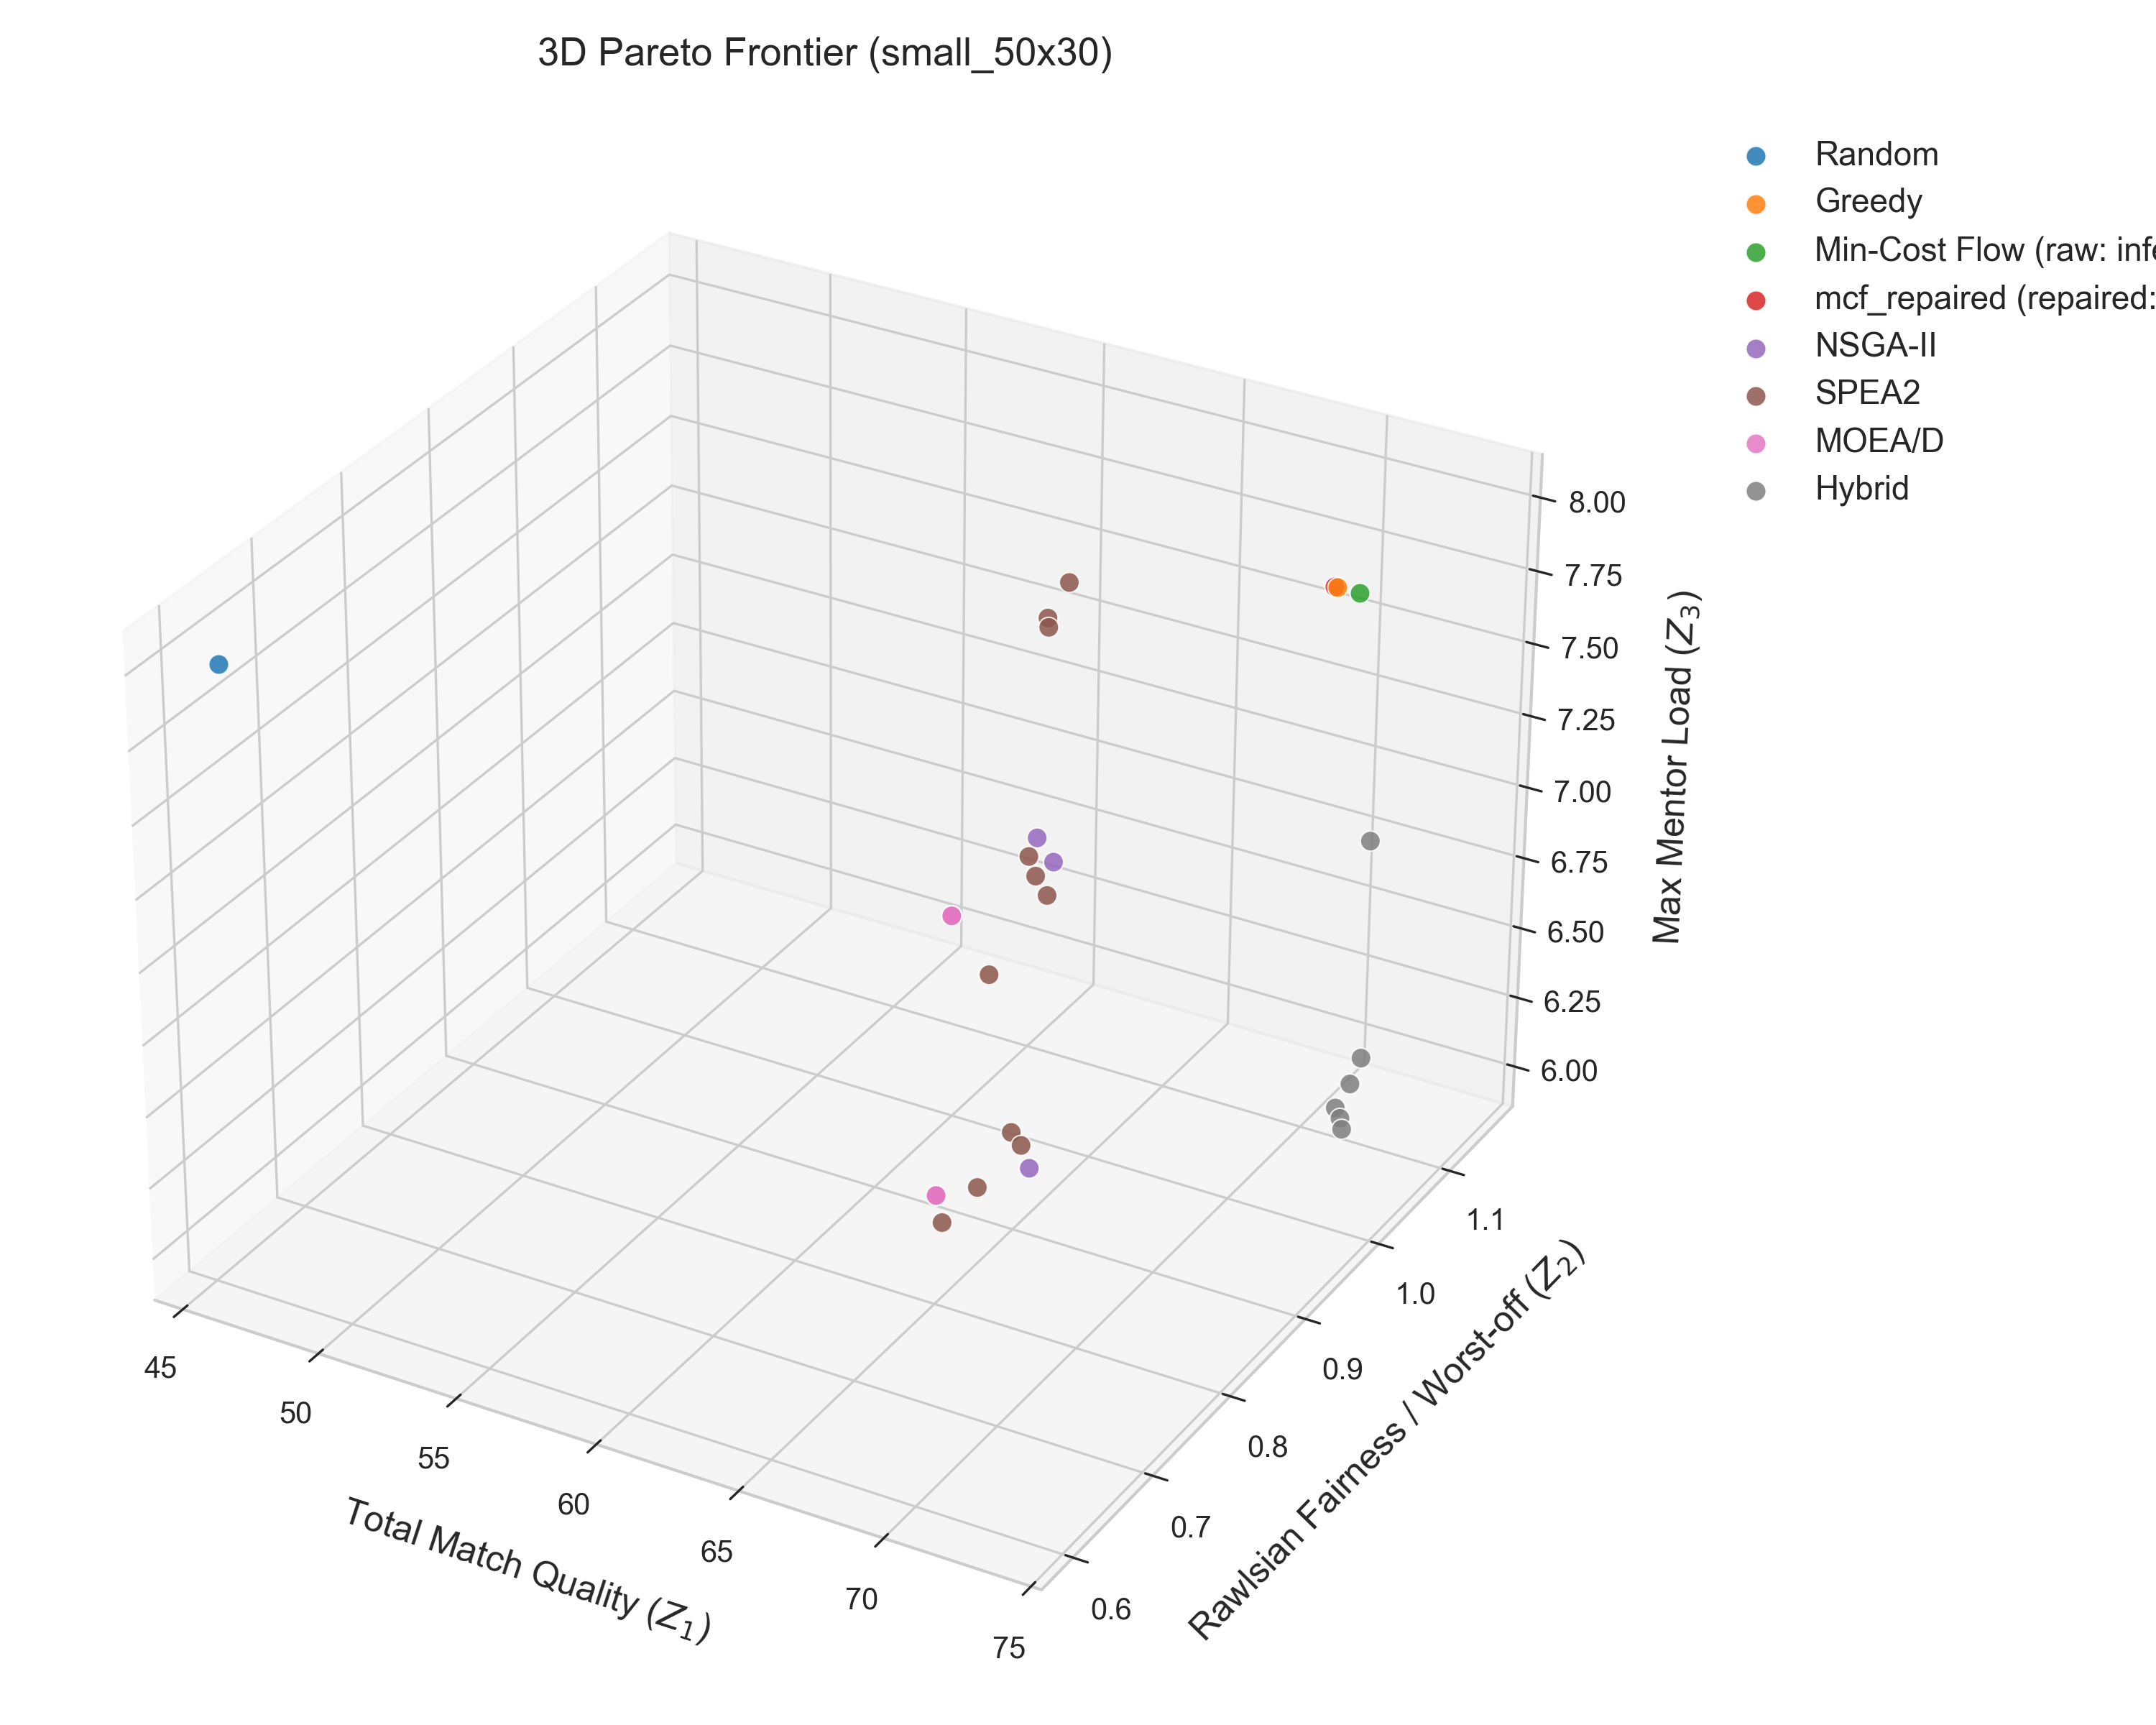 3D Pareto Frontier (small_50x30)
Random
Greedy
Min-Cost Flow (raw: infe
mcf_repaired (repaired:
NSGA-II
SPEA2
MOEA/D
Hybrid
8.00
7.75
7.50
7.25
7.00
6.75
6.50
6.25
6.00
Max Mentor Load (Z₃)
1.1
1.0
0.9
0.8
0.7
0.6
Rawlsian Fairness / Worst-off (Z₂)
45
50
55
60
65
70
75
Total Match Quality (Z₁)